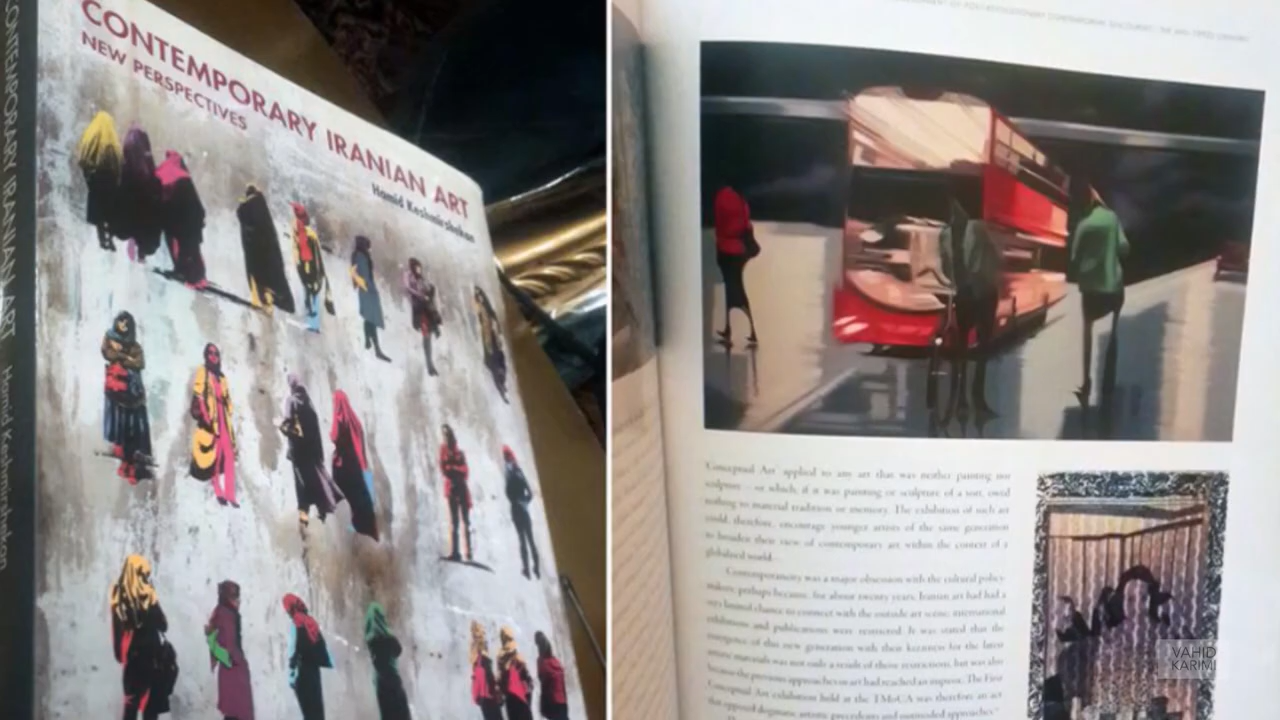 CONTEMPORARY IRANIAN ART
NEW PERSPECTIVES
Hamid Keshmirshekan
CONTEMPORARY IRANIAN ART Hamid Keshmirshekan
'Conceptual Art' applied to any art that was neither painting nor
sculpture – or which, if it was painting or sculpture of a sort, owed
nothing to material tradition or memory. The exhibition of such art
could, therefore, encourage younger artists of the same generation
to broaden their view of contemporary art within the context of a
globalised world.
Contemporaneity was a major obsession with the cultural policy-
makers, perhaps because, for about twenty years, Iranian art had had a
very limited chance to connect with the outside art scene; international
exhibitions and publications were restricted. It was stated that the
emergence of this new generation with their keenness for the latest
artistic materials was not only a result of those restrictions, but was also
because the previous approaches on art had reached an impasse. The First
Conceptual Art exhibition held at the TMoCA was therefore an act
that opposed dogmatic artistic precedents and outmoded approaches.
VAHID
KARIMI